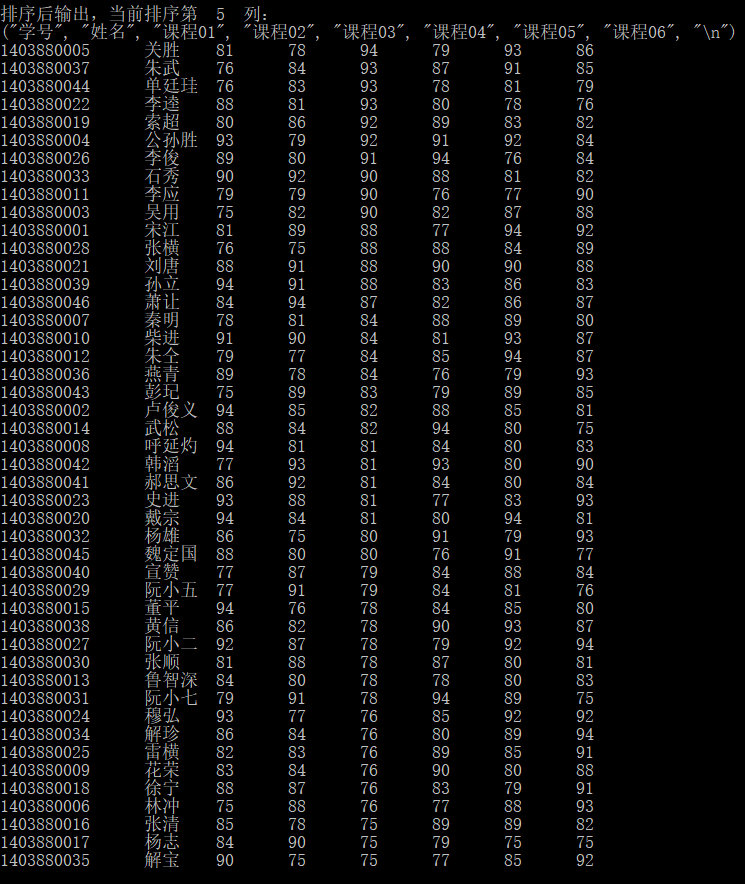 排序后输出，当前排序第  5  列：
("学号", "姓名", "课程01", "课程02", "课程03", "课程04", "课程05", "课程06", "\n")
1403880005 关胜 81 78 94 79 93 86
1403880037 朱武 76 84 93 87 91 85
1403880044 单廷珪 76 83 93 78 81 79
1403880022 李逵 88 81 93 80 78 76
1403880019 索超 80 86 92 89 83 82
1403880004 公孙胜 93 79 92 91 92 84
1403880026 李俊 89 80 91 94 76 84
1403880033 石秀 90 92 90 88 81 82
1403880011 李应 79 79 90 76 77 90
1403880003 吴用 75 82 90 82 87 88
1403880001 宋江 81 89 88 77 94 92
1403880028 张横 76 75 88 88 84 89
1403880021 刘唐 88 91 88 90 90 88
1403880039 孙立 94 91 88 83 86 83
1403880046 萧让 84 94 87 82 86 87
1403880007 秦明 78 81 84 88 89 80
1403880010 柴进 91 90 84 81 93 87
1403880012 朱仝 79 77 84 85 94 87
1403880036 燕青 89 78 84 76 79 93
1403880043 彭玘 75 89 83 79 89 85
1403880002 卢俊义 94 85 82 88 85 81
1403880014 武松 88 84 82 94 80 75
1403880008 呼延灼 94 81 81 84 80 83
1403880042 韩滔 77 93 81 93 80 90
1403880041 郝思文 86 92 81 84 80 84
1403880023 史进 93 88 81 77 83 93
1403880020 戴宗 94 84 81 80 94 81
1403880032 杨雄 86 75 80 91 79 93
1403880045 魏定国 88 80 80 76 91 77
1403880040 宣赞 77 87 79 84 88 84
1403880029 阮小五 77 91 79 84 81 76
1403880015 董平 94 76 78 84 85 80
1403880038 黄信 86 82 78 90 93 87
1403880027 阮小二 92 87 78 79 92 94
1403880030 张顺 81 88 78 87 80 81
1403880013 鲁智深 84 80 78 78 80 83
1403880031 阮小七 79 91 78 94 89 75
1403880024 穆弘 93 77 76 85 92 92
1403880034 解珍 86 84 76 80 89 94
1403880025 雷横 82 83 76 89 85 91
1403880009 花荣 83 84 76 90 80 88
1403880018 徐宁 88 87 76 83 79 91
1403880006 林冲 75 88 76 77 88 93
1403880016 张清 85 78 75 89 89 82
1403880017 杨志 84 90 75 79 75 75
1403880035 解宝 90 75 75 77 85 92